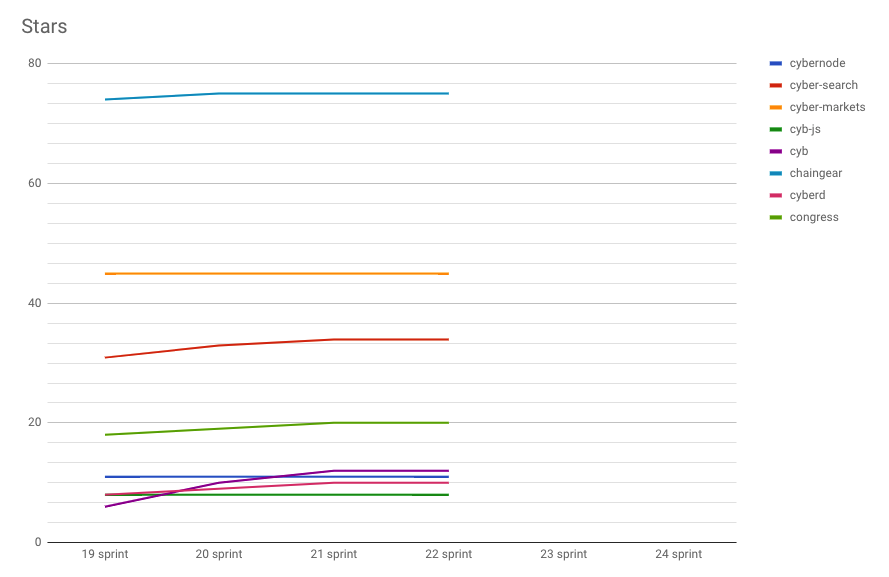 Stars
80
60
40
20
0
19 sprint
20 sprint
21 sprint
22 sprint
23 sprint
24 sprint
cybernode
cyber-search
cyber-markets
cyb-js
cyb
chaingear
cyberd
congress